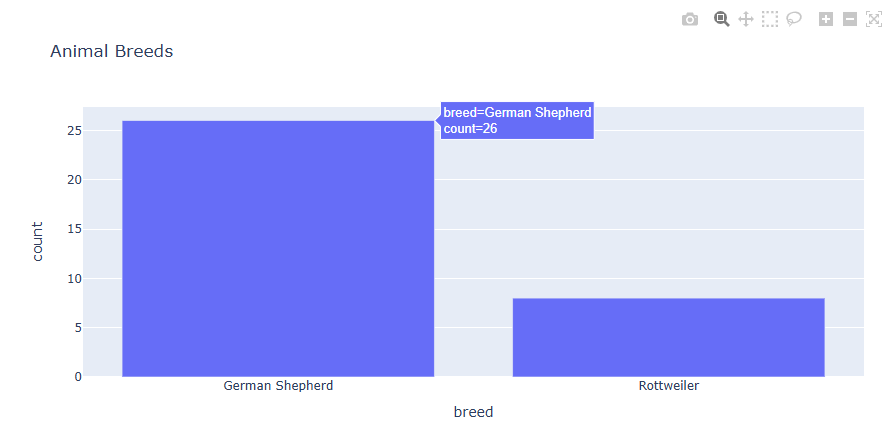 Animal Breeds
breed=German Shepherd
count=26
25
20
15
10
5
0
count
German Shepherd
Rottweiler
breed